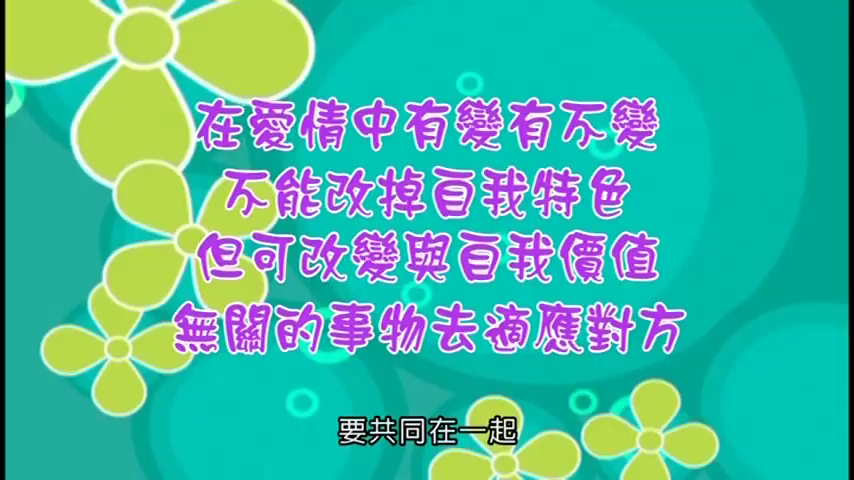 在愛情中有變有不變
不能改掉自我特色
但可改變與自我價值
無關的事物去適應對方
要共同在一起